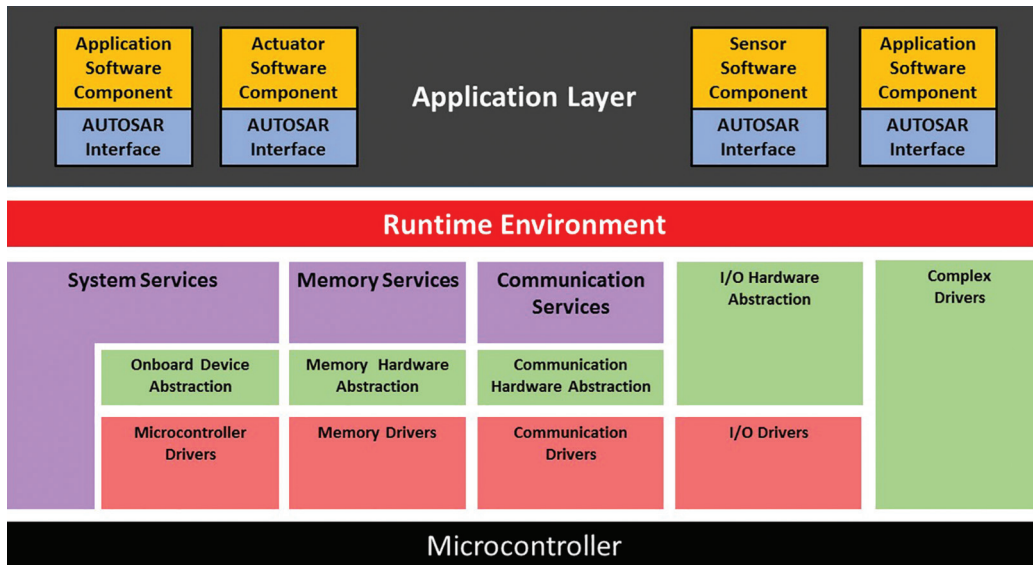 Application
Software
Component
AUTOSAR
Interface
Actuator
Software
Component
AUTOSAR
Interface
Application Layer
Sensor
Software
Component
AUTOSAR
Interface
Application
Software
Component
AUTOSAR
Interface
Runtime Environment
System Services
Memory Services
Communication
Services
I/O Hardware
Abstraction
Complex
Drivers
Onboard Device
Abstraction
Memory Hardware
Abstraction
Communication
Hardware Abstraction
Microcontroller
Drivers
Memory Drivers
Communication
Drivers
I/O Drivers
Microcontroller